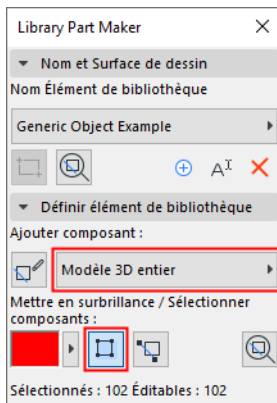 Library Part Maker
Nom et Surface de dessin
Nom Élément de bibliothèque
Generic Object Example
Définir élément de bibliothèque
Ajouter composant :
Modèle 3D entier
Mettre en surbrillance / Sélectionner
composants :
Sélectionnés : 102 Éditables : 102